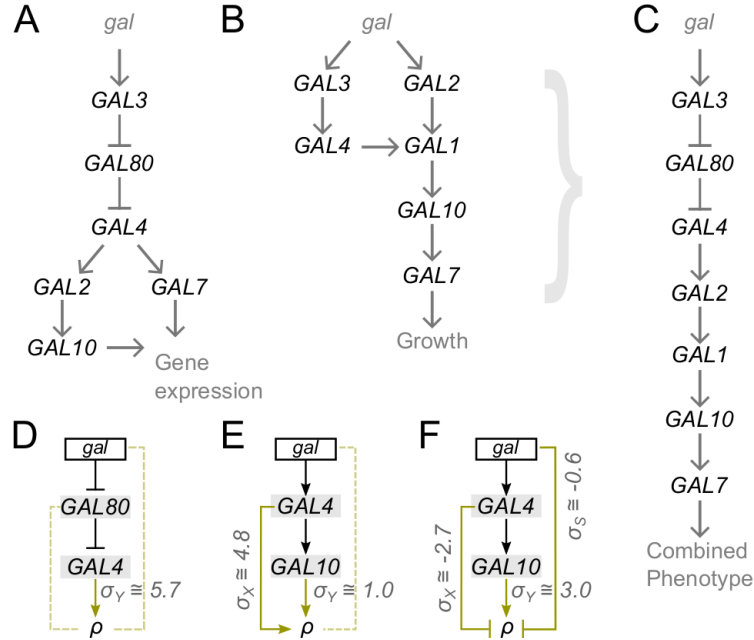 A
gal
GAL3
GAL80
GAL4
GAL2
GAL7
GAL10
Gene
expression
B
gal
GAL3
GAL2
GAL4
GAL1
GAL10
GAL7
Growth
C
gal
GAL3
GAL80
GAL4
GAL2
GAL1
GAL10
GAL7
Combined
Phenotype
D
gal
GAL80
GAL4
σY ≅ 5.7
ρ
E
gal
GAL4
σX ≅ 4.8
GAL10
σY ≅ 1.0
ρ
F
gal
σS ≅ -0.6
GAL4
σX ≅ -2.7
GAL10
σY ≅ 3.0
ρ